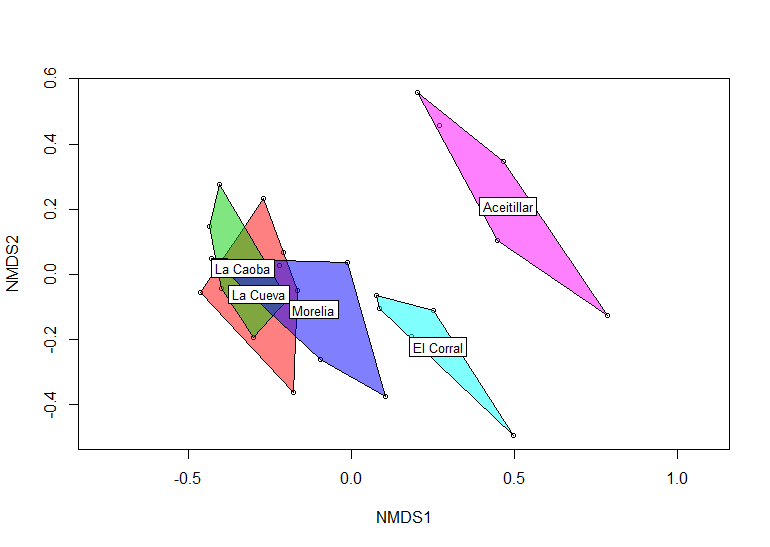 0.6
0.4
0.2
0.0
-0.2
-0.4
NMDS2
Aceitillar
La Caoba
La Cueva
Morelia
El Corral
-0.5 0.0 0.5 1.0
NMDS1